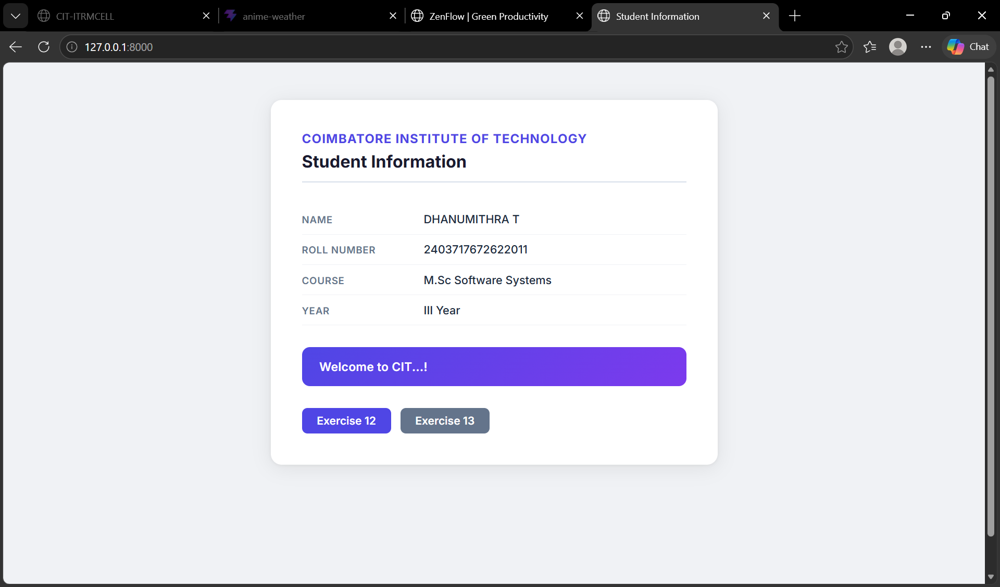 CIT-ITRMCELL
anime-weather
ZenFlow | Green Productivity
Student Information
127.0.0.1:8000
Chat
COIMBATORE INSTITUTE OF TECHNOLOGY
Student Information
NAME DHANUMITHRA T
ROLL NUMBER 2403717672622011
COURSE M.Sc Software Systems
YEAR III Year
Welcome to CIT...!
Exercise 12
Exercise 13